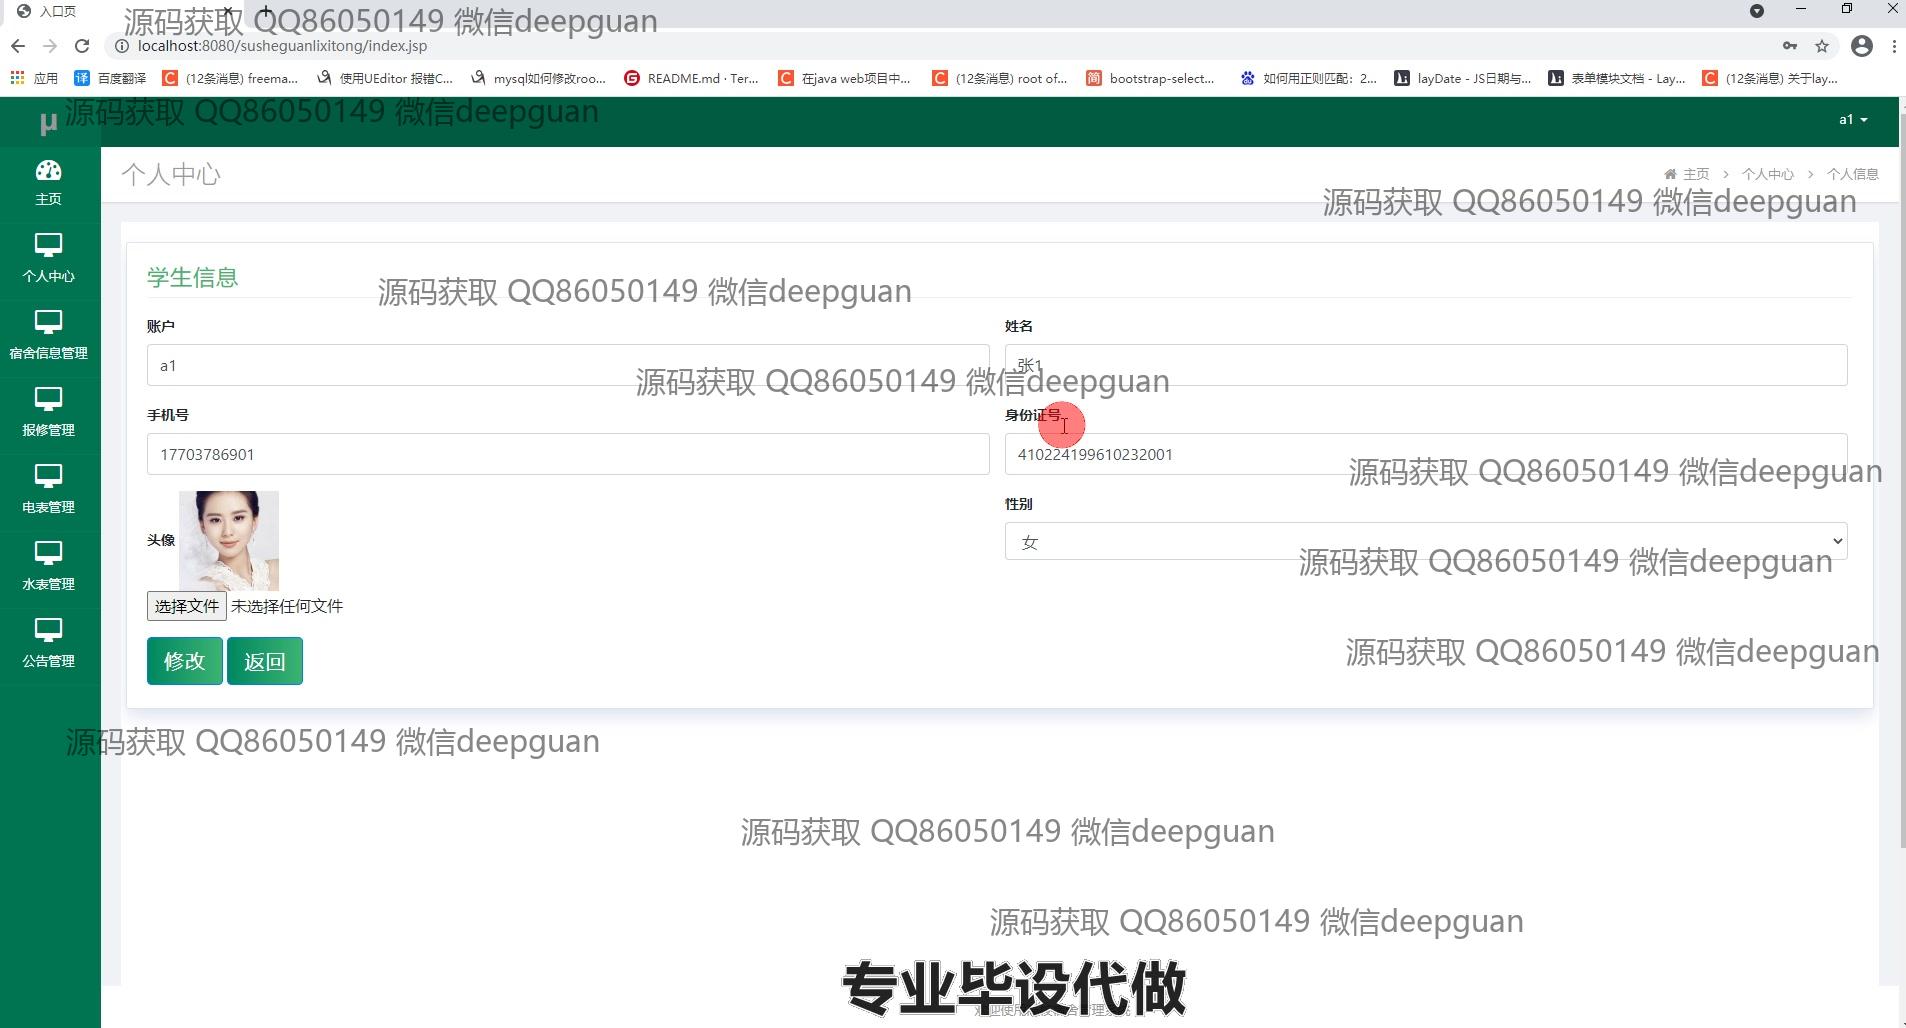 入口页
源码获取 QQ86050149 微信deepguan
localhost:8080/susheguanlixitong/index.jsp
应用 百度翻译 (12条消息) freema... 使用UEditor 报错C... mysql如何修改roo... README.md · Ter... 在java web项目中... (12条消息) root of... bootstrap-select... 如何用正则匹配：2... layDate - JS日期与... 表单模块文档 - Lay... (12条消息) 关于lay...
源码获取 QQ86050149 微信deepguan
μ
a1
主页
个人中心
主页 > 个人中心 > 个人信息
源码获取 QQ86050149 微信deepguan
个人中心
宿舍信息管理
报修管理
电表管理
水表管理
公告管理
学生信息
源码获取 QQ86050149 微信deepguan
账户
a1
姓名
张1
源码获取 QQ86050149 微信deepguan
手机号
17703786901
身份证号
410224199610232001
源码获取 QQ86050149 微信deepguan
头像
性别
女
源码获取 QQ86050149 微信deepguan
选择文件 未选择任何文件
修改 返回
源码获取 QQ86050149 微信deepguan
源码获取 QQ86050149 微信deepguan
源码获取 QQ86050149 微信deepguan
源码获取 QQ86050149 微信deepguan
专业毕设代做